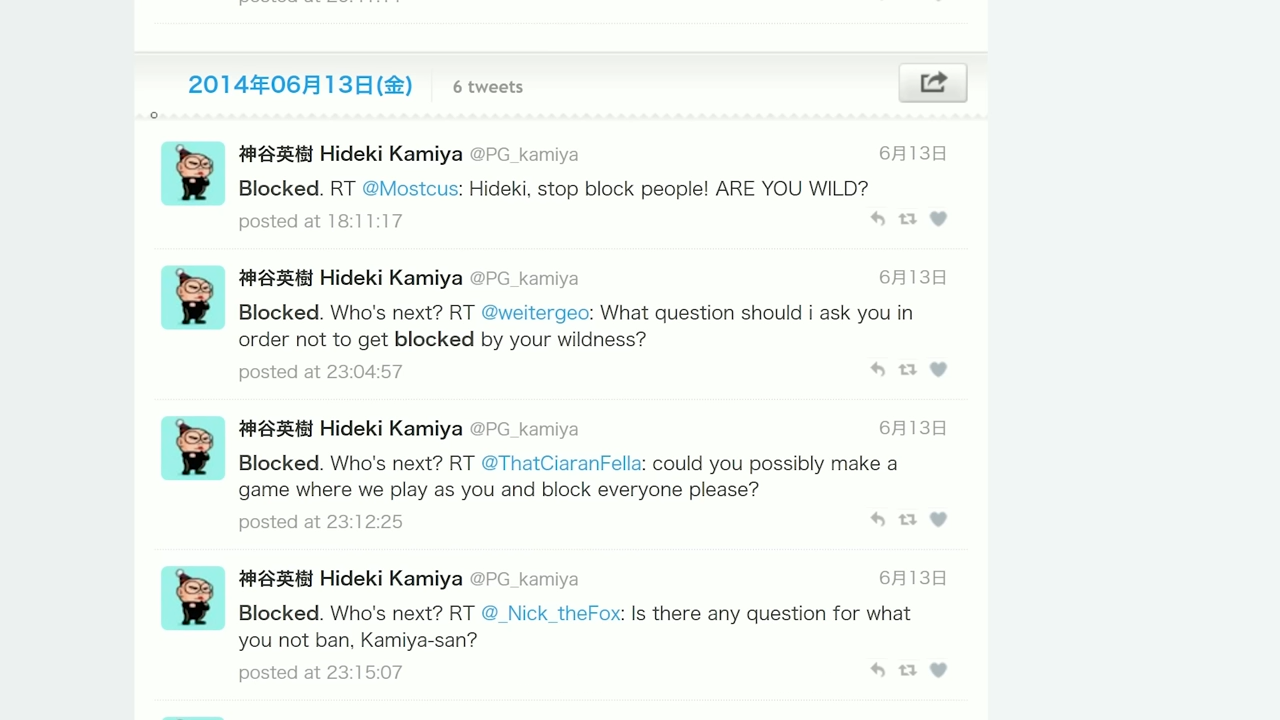 2014年06月13日(金) 6 tweets
神谷英樹 Hideki Kamiya @PG_kamiya 6月13日
Blocked. RT @Mostcus: Hideki, stop block people! ARE YOU WILD?
posted at 18:11:17
神谷英樹 Hideki Kamiya @PG_kamiya 6月13日
Blocked. Who's next? RT @weitergeo: What question should i ask you in
order not to get blocked by your wildness?
posted at 23:04:57
神谷英樹 Hideki Kamiya @PG_kamiya 6月13日
Blocked. Who's next? RT @ThatCiaranFella: could you possibly make a
game where we play as you and block everyone please?
posted at 23:12:25
神谷英樹 Hideki Kamiya @PG_kamiya 6月13日
Blocked. Who's next? RT @_Nick_theFox: Is there any question for what
you not ban, Kamiya-san?
posted at 23:15:07